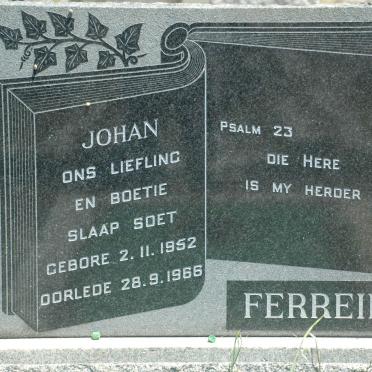 JOHAN
ONS LIEFLING
EN BOETIE
SLAAP SOET
GEBORE 2.11.1952
OORLEDE 28.9.1966
PSALM 23
DIE HERE
IS MY HERDER